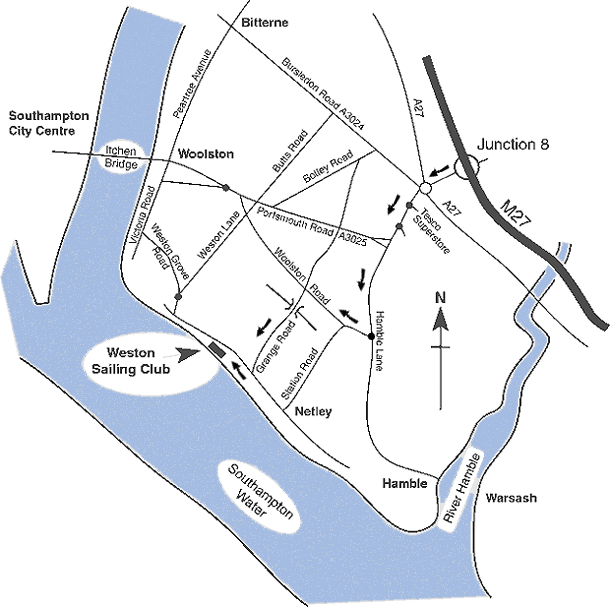 Bitterne
Peartree Avenue
Bursledon Road A3024
A27
Southampton
City Centre
Itchen
Bridge
Woolston
Butts Road
Botley Road
Junction 8
M27
A27
Tesco
Superstore
Victoria Road
Weston Lane
Portsmouth Road A3025
Weston Grove
Road
Woolston Road
N
Hamble Lane
Grange Road
Station Road
Weston
Sailing Club
Netley
Southampton
Water
Hamble
River Hamble
Warsash